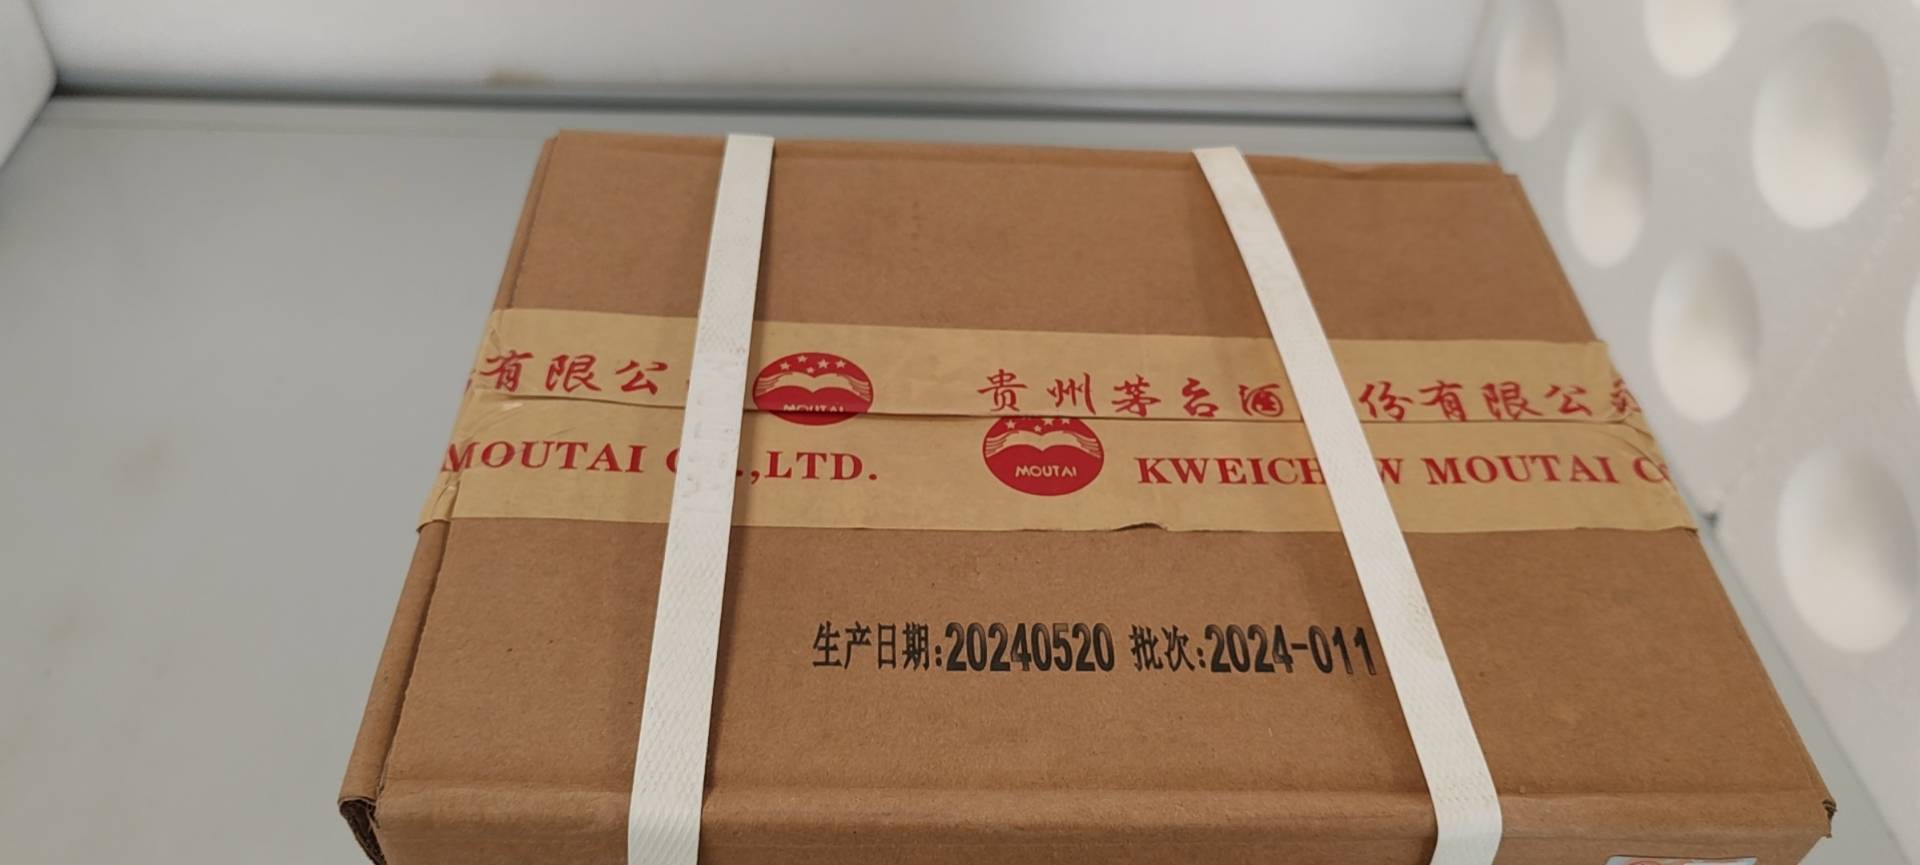 有限公
MOUTAI
贵州茅台酒 份有限公
MOUTAI C .,LTD.
MOUTAI
KWEICH W MOUTAI C
生产日期:20240520 批次:2024-011